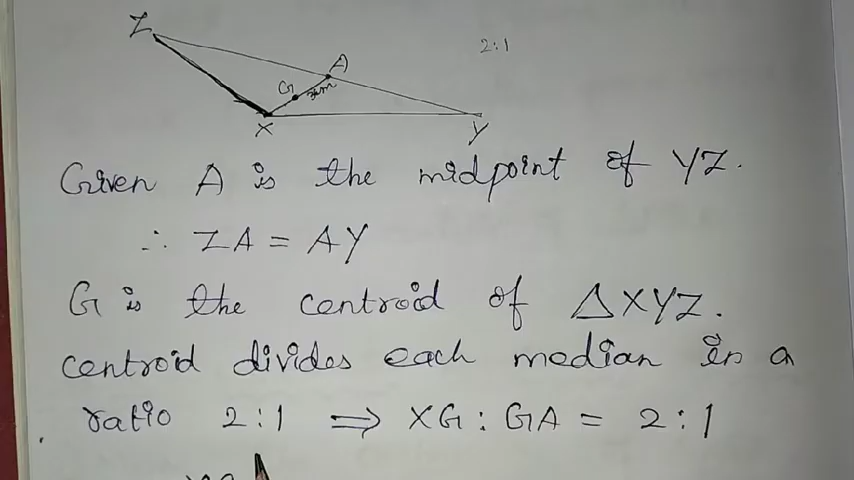 Z
2:1
A
G
3cm
X
Y
Given A is the midpoint of YZ.
∴ ZA = AY
G is the centroid of ΔXYZ.
centroid divides each median in a
ratio 2:1 ⇒ XG : GA = 2:1